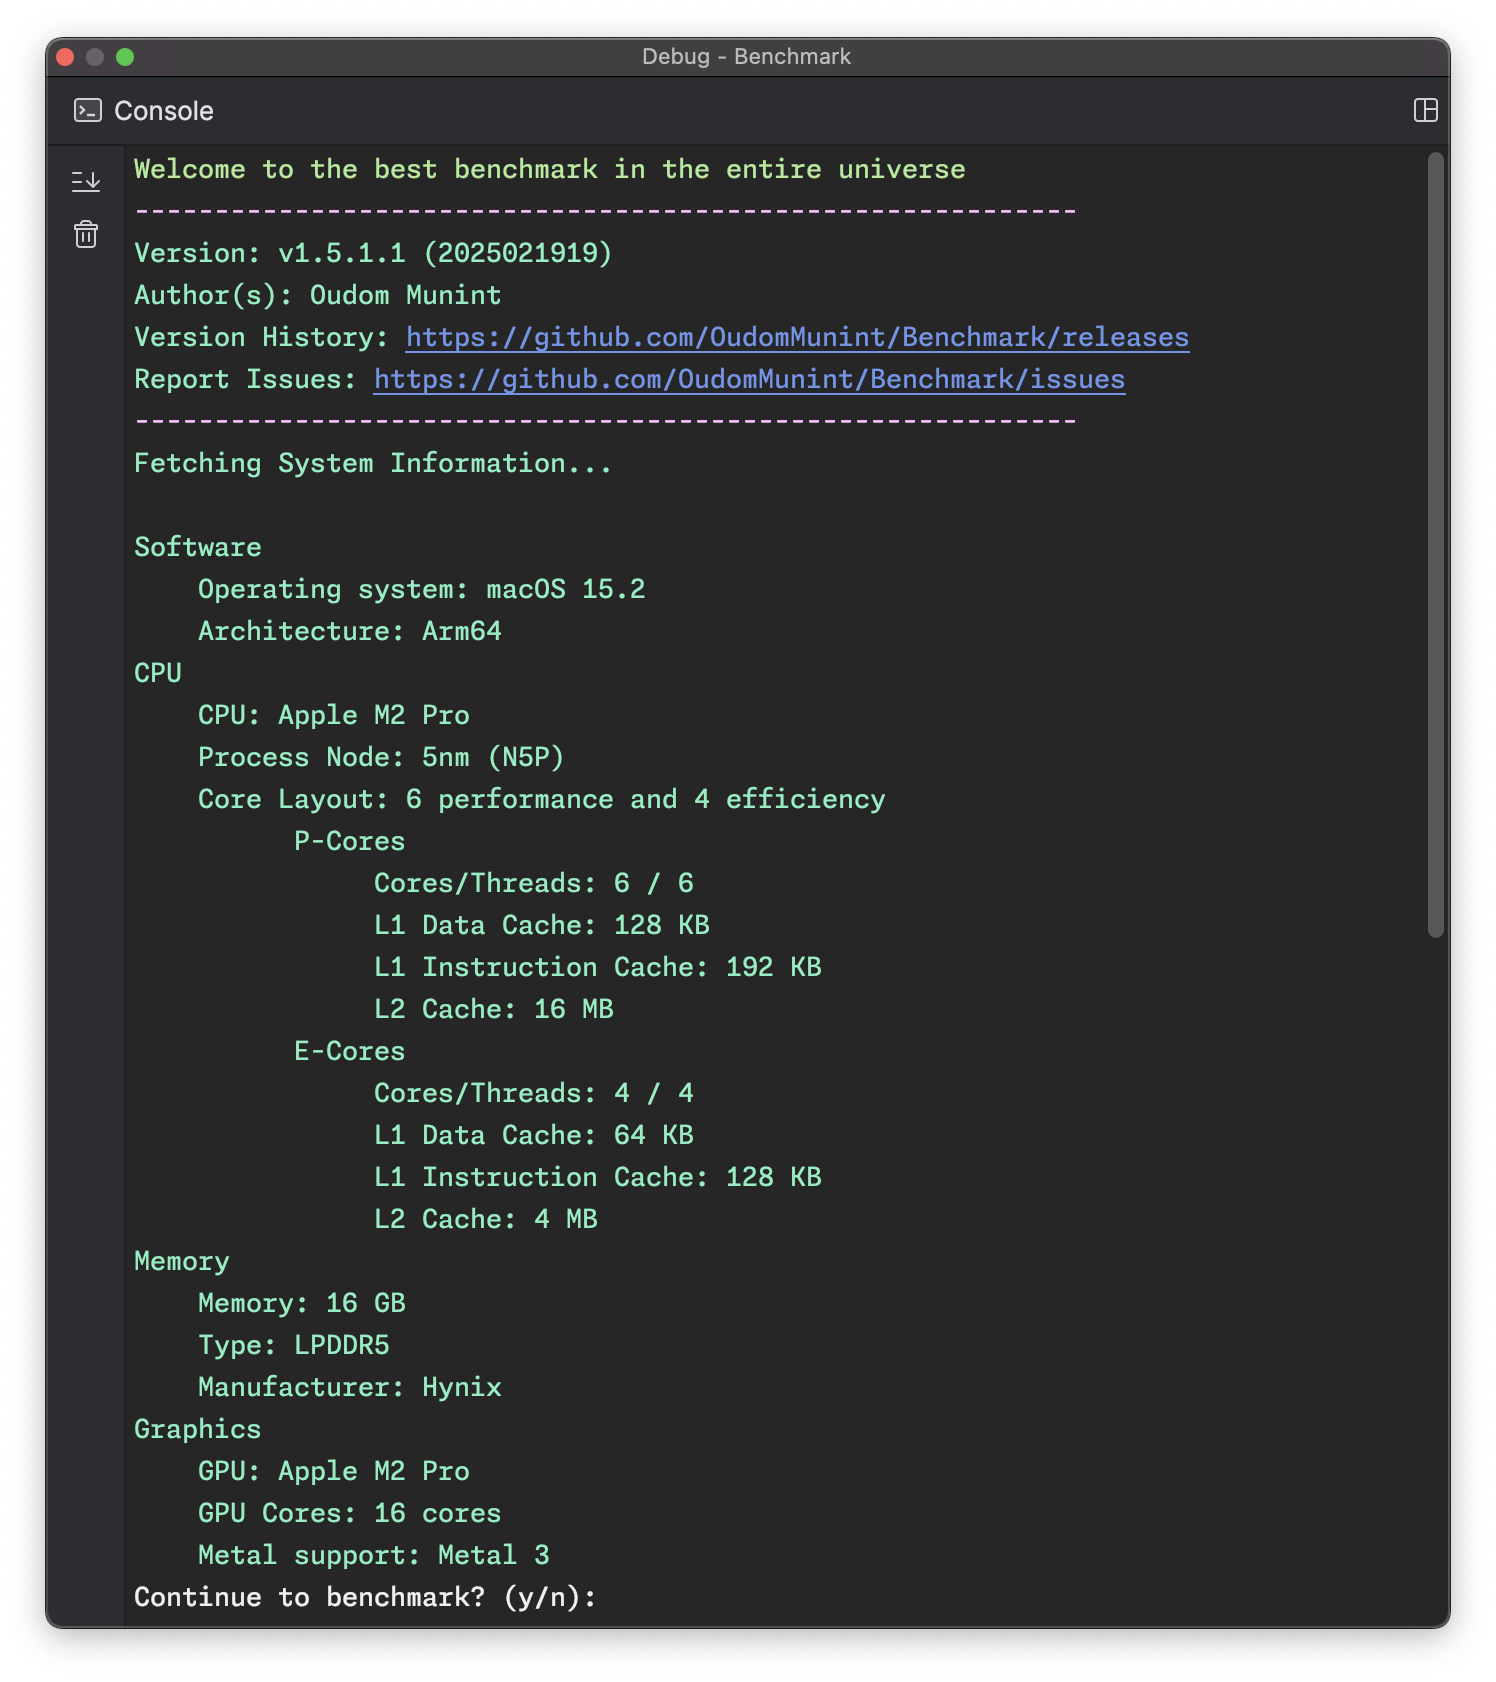 Debug - Benchmark
Console
Welcome to the best benchmark in the entire universe
-----------------------------------------------------------
Version: v1.5.1.1 (2025021919)
Author(s): Oudom Munint
Version History: https://github.com/OudomMunint/Benchmark/releases
Report Issues: https://github.com/OudomMunint/Benchmark/issues
-----------------------------------------------------------
Fetching System Information...
Software
Operating system: macOS 15.2
Architecture: Arm64
CPU
CPU: Apple M2 Pro
Process Node: 5nm (N5P)
Core Layout: 6 performance and 4 efficiency
P-Cores
Cores/Threads: 6 / 6
L1 Data Cache: 128 KB
L1 Instruction Cache: 192 KB
L2 Cache: 16 MB
E-Cores
Cores/Threads: 4 / 4
L1 Data Cache: 64 KB
L1 Instruction Cache: 128 KB
L2 Cache: 4 MB
Memory
Memory: 16 GB
Type: LPDDR5
Manufacturer: Hynix
Graphics
GPU: Apple M2 Pro
GPU Cores: 16 cores
Metal support: Metal 3
Continue to benchmark? (y/n):